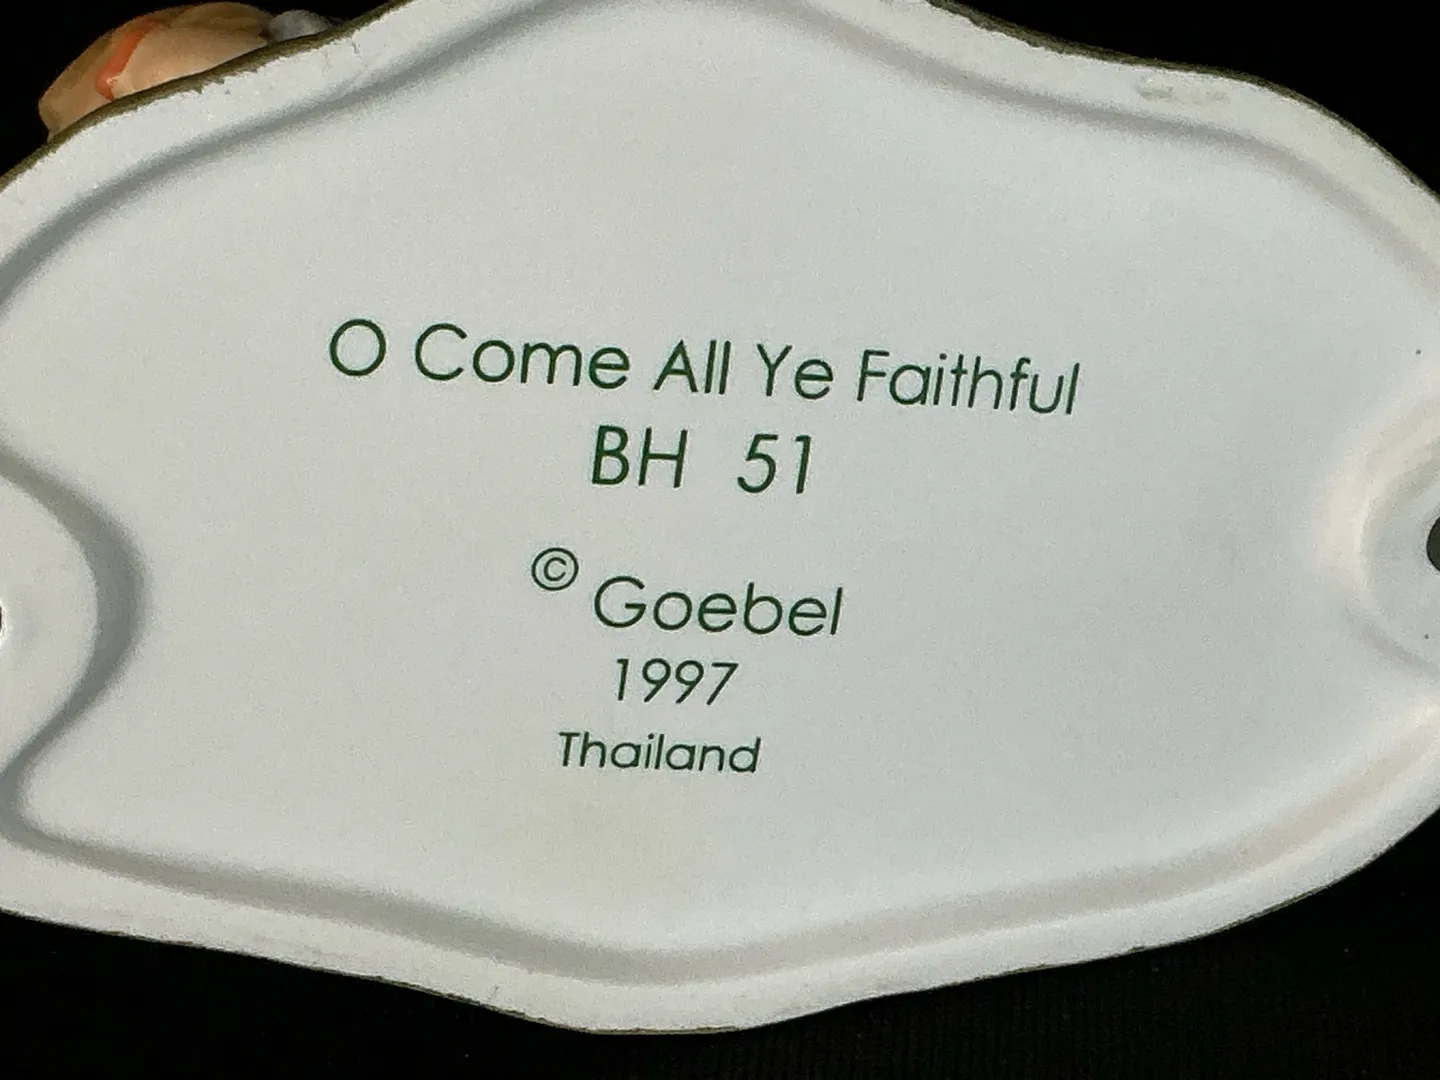 O Come All Ye Faithful
BH 51
© Goebel
1997
Thailand